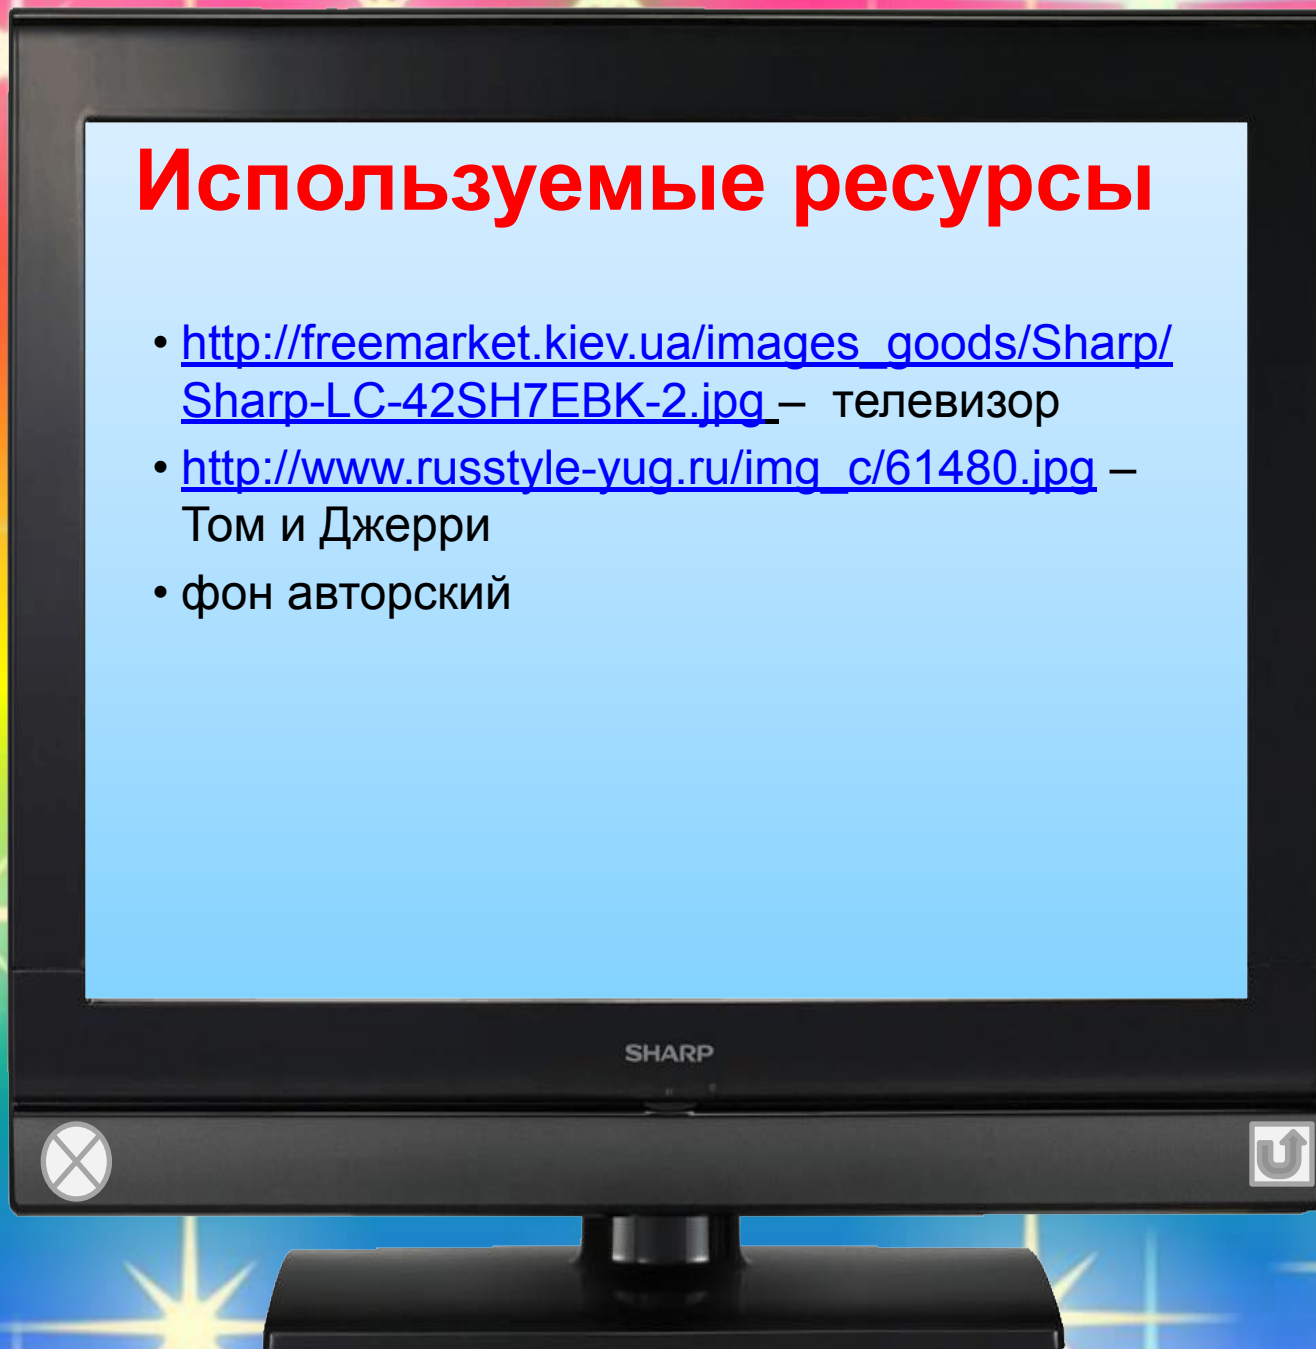 Используемые ресурсы
• http://freemarket.kiev.ua/images_goods/Sharp/
Sharp-LC-42SH7EBK-2.jpg – телевизор
• http://www.russtyle-yug.ru/img_c/61480.jpg –
Том и Джерри
• фон авторский
SHARP